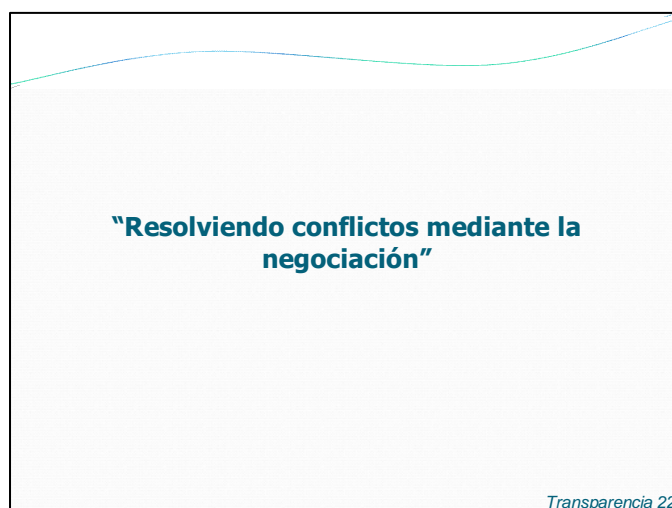 “Resolviendo conflictos mediante la
negociación”
Transparencia 22